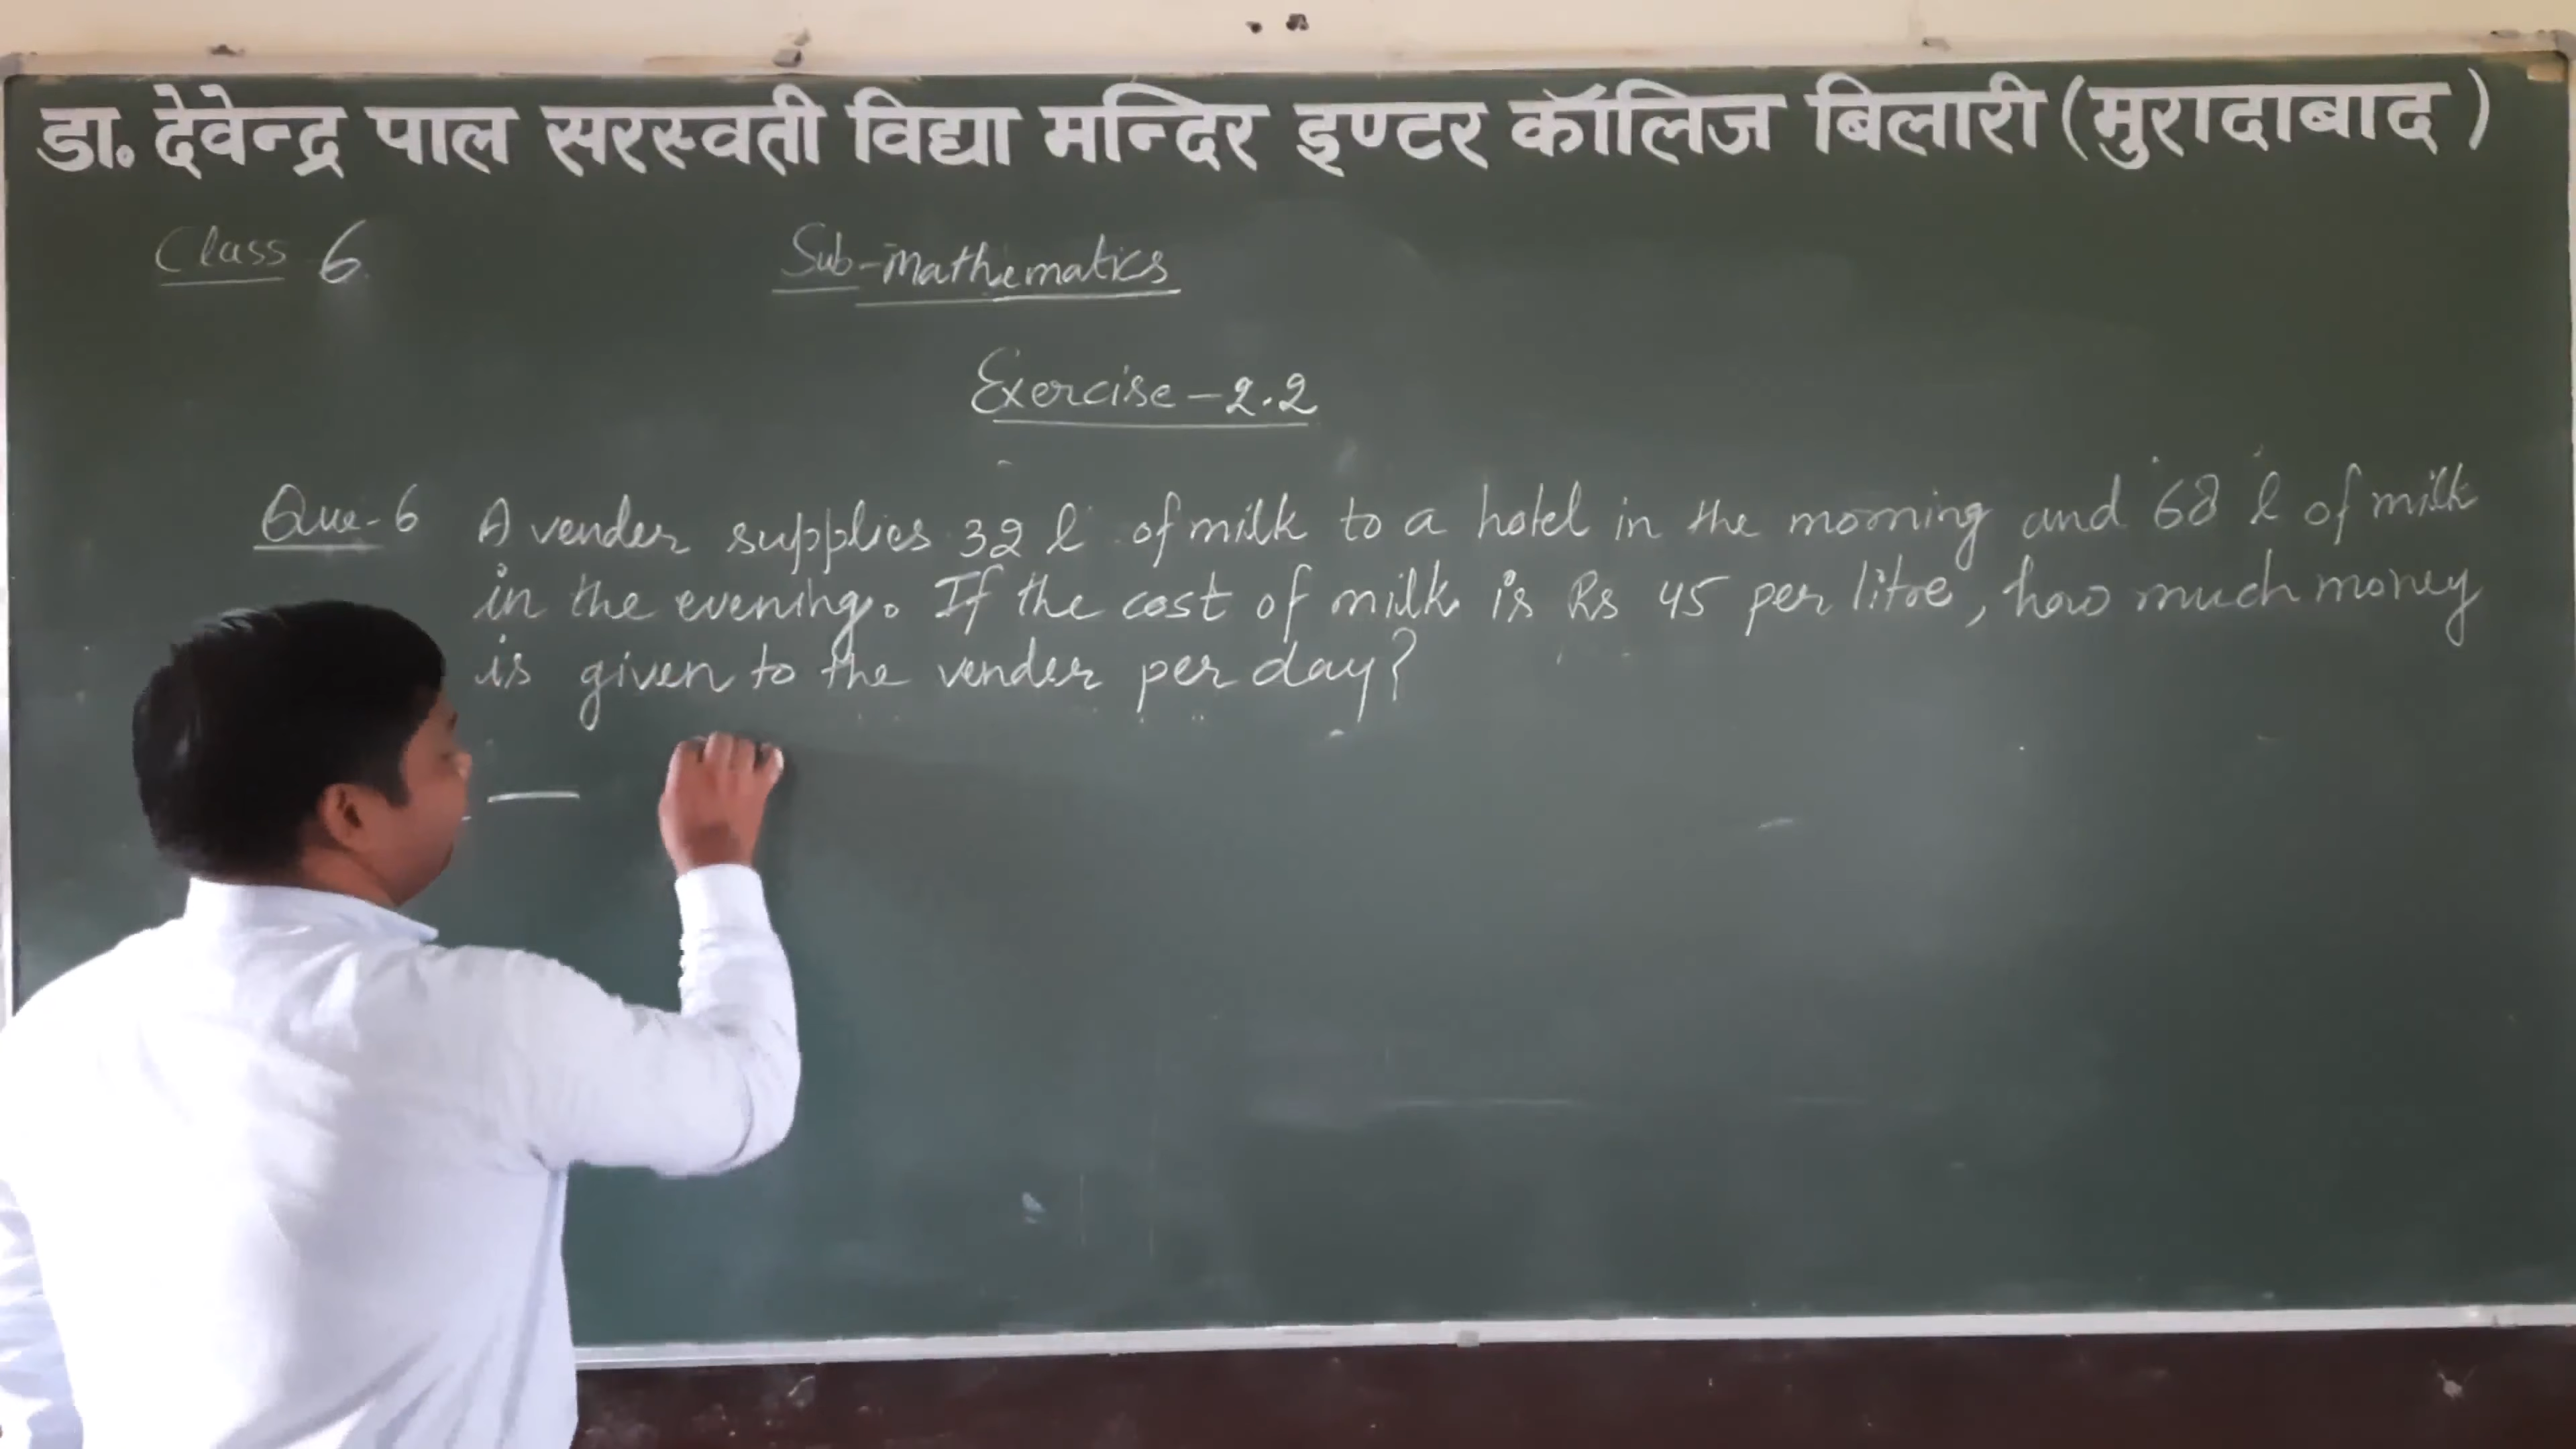 डा. देवेन्द्र पाल सरस्वती विद्या मन्दिर इण्टर कॉलिज बिलारी (मुरादाबाद)
Class 6 Sub-Mathematics
Exercise - 2.2
Que-6 A vender supplies 32 l of milk to a hotel in the morning and 68 l of milk
in the evening. If the cost of milk is Rs 45 per litre, how much money
is given to the vender per day?